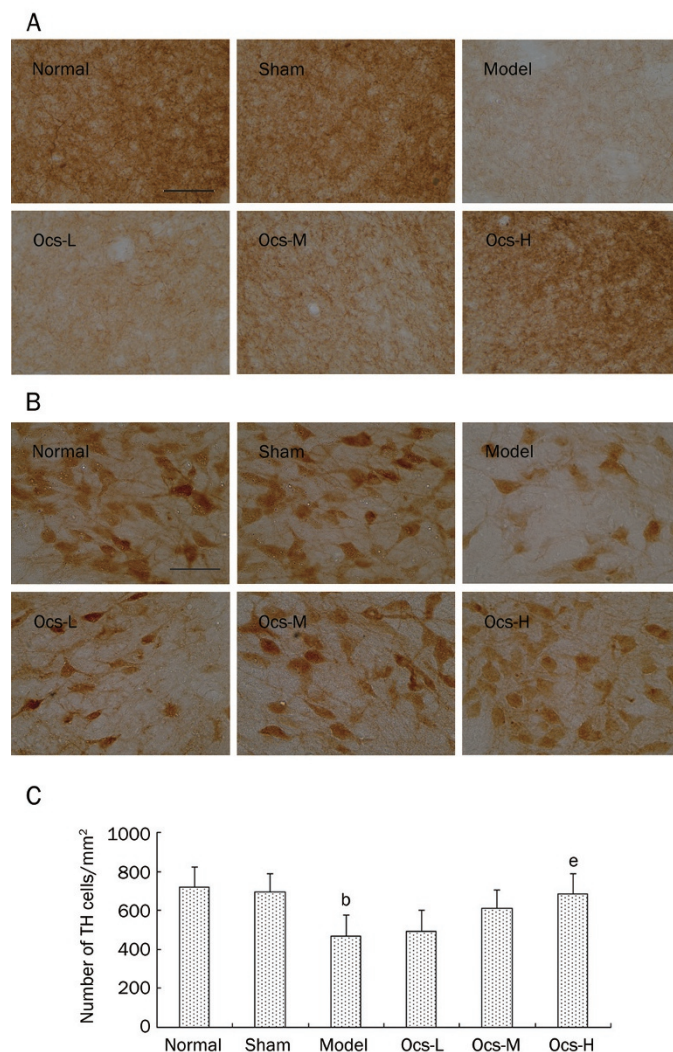 A
Normal
Sham
Model
Ocs-L
Ocs-M
Ocs-H
B
Normal
Sham
Model
Ocs-L
Ocs-M
Ocs-H
C
Number of TH cells/mm²
1000
800
600
400
200
0
b
e
Normal Sham Model Ocs-L Ocs-M Ocs-H